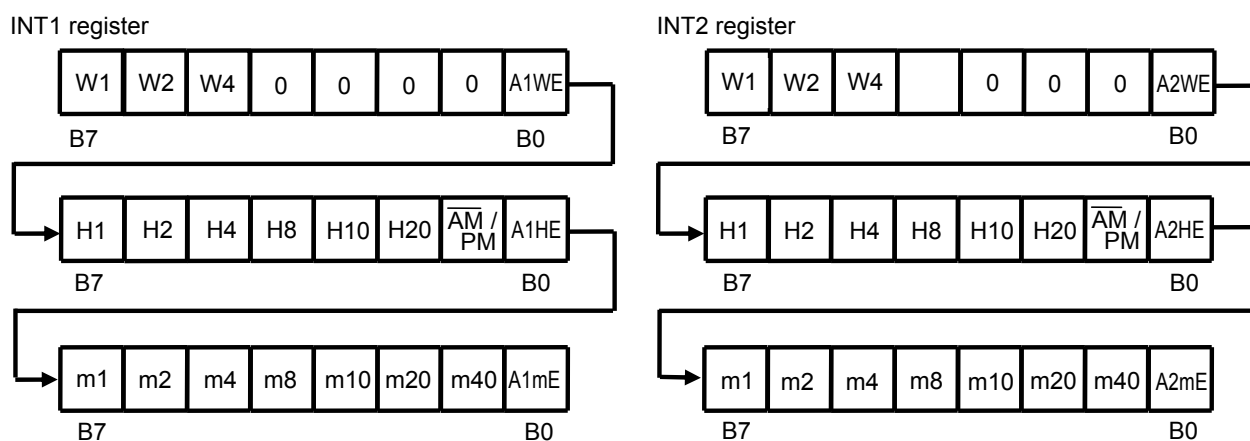 INT1 register
W1 W2 W4 0 0 0 0 A1WE
B7 B0
H1 H2 H4 H8 H10 H20 AM / PM A1HE
B7 B0
m1 m2 m4 m8 m10 m20 m40 A1mE
B7 B0
INT2 register
W1 W2 W4 0 0 0 A2WE
B7 B0
H1 H2 H4 H8 H10 H20 AM / PM A2HE
B7 B0
m1 m2 m4 m8 m10 m20 m40 A2mE
B7 B0